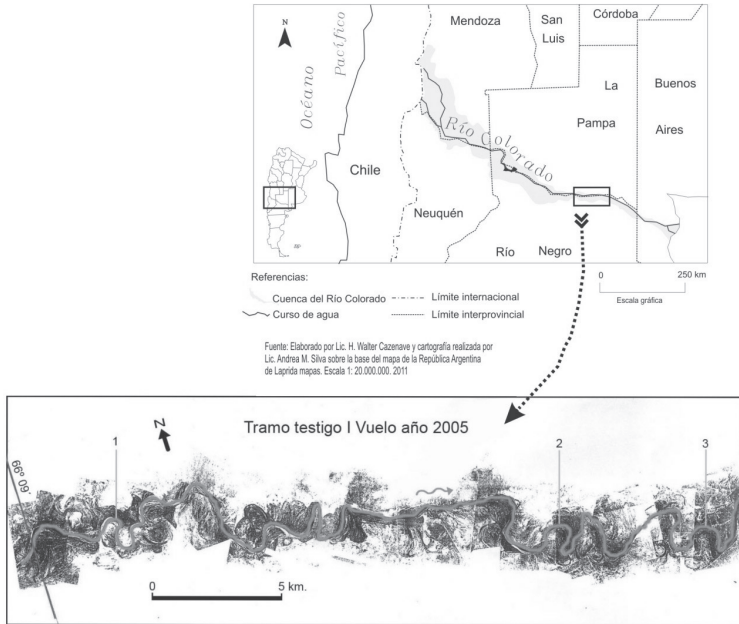 N
Océano
Pacífico
Mendoza
San
Luis
Córdoba
La
Pampa
Buenos
Aires
Río Colorado
Chile
Neuquén
Río
Negro
Referencias:
0
250 km
Escala gráfica
Cuenca del Río Colorado
Límite internacional
Curso de agua
Límite interprovincial
Fuente: Elaborado por Lic. H. Walter Cazenave y cartografía realizada por
Lic. Andrea M. Silva sobre la base del mapa de la República Argentina
de Laprida mapas. Escala 1: 20.000.000. 2011
Tramo testigo I Vuelo año 2005
N
1
2
3
66° 09´
0
5 km.